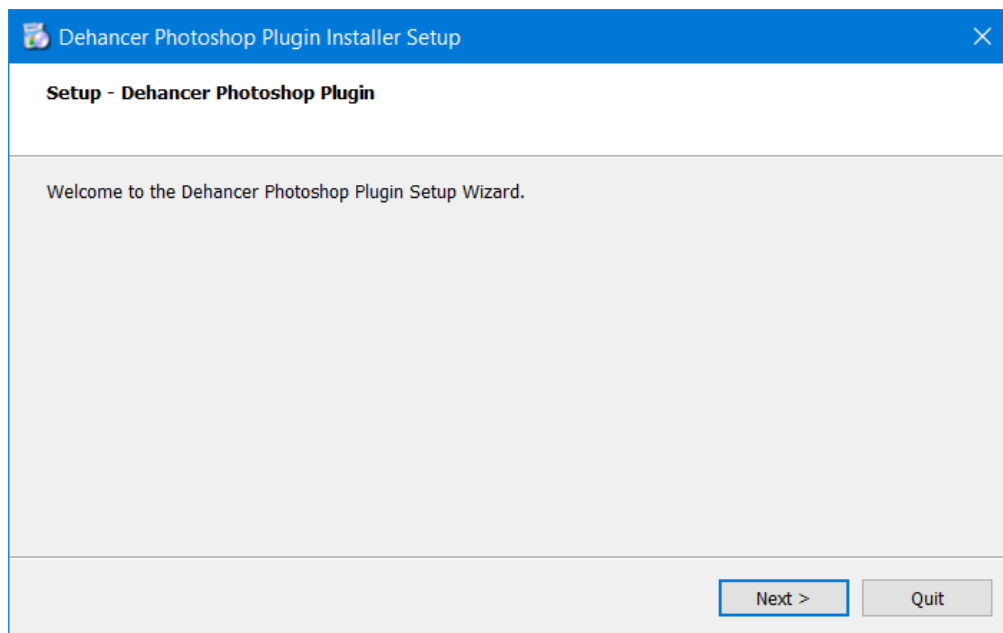 Dehancer Photoshop Plugin Installer Setup
Setup - Dehancer Photoshop Plugin
Welcome to the Dehancer Photoshop Plugin Setup Wizard.
Next > Quit